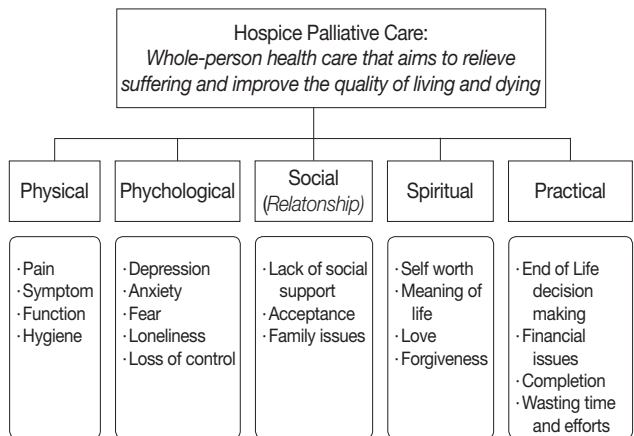 Hospice Palliative Care:
Whole-person health care that aims to relieve
suffering and improve the quality of living and dying
Physical
Phychological
Social
(Relatonship)
Spiritual
Practical
·Pain
·Symptom
·Function
·Hygiene
·Depression
·Anxiety
·Fear
·Loneliness
·Loss of control
·Lack of social
support
·Acceptance
·Family issues
·Self worth
·Meaning of
life
·Love
·Forgiveness
·End of Life
decision
making
·Financial
issues
·Completion
·Wasting time
and efforts